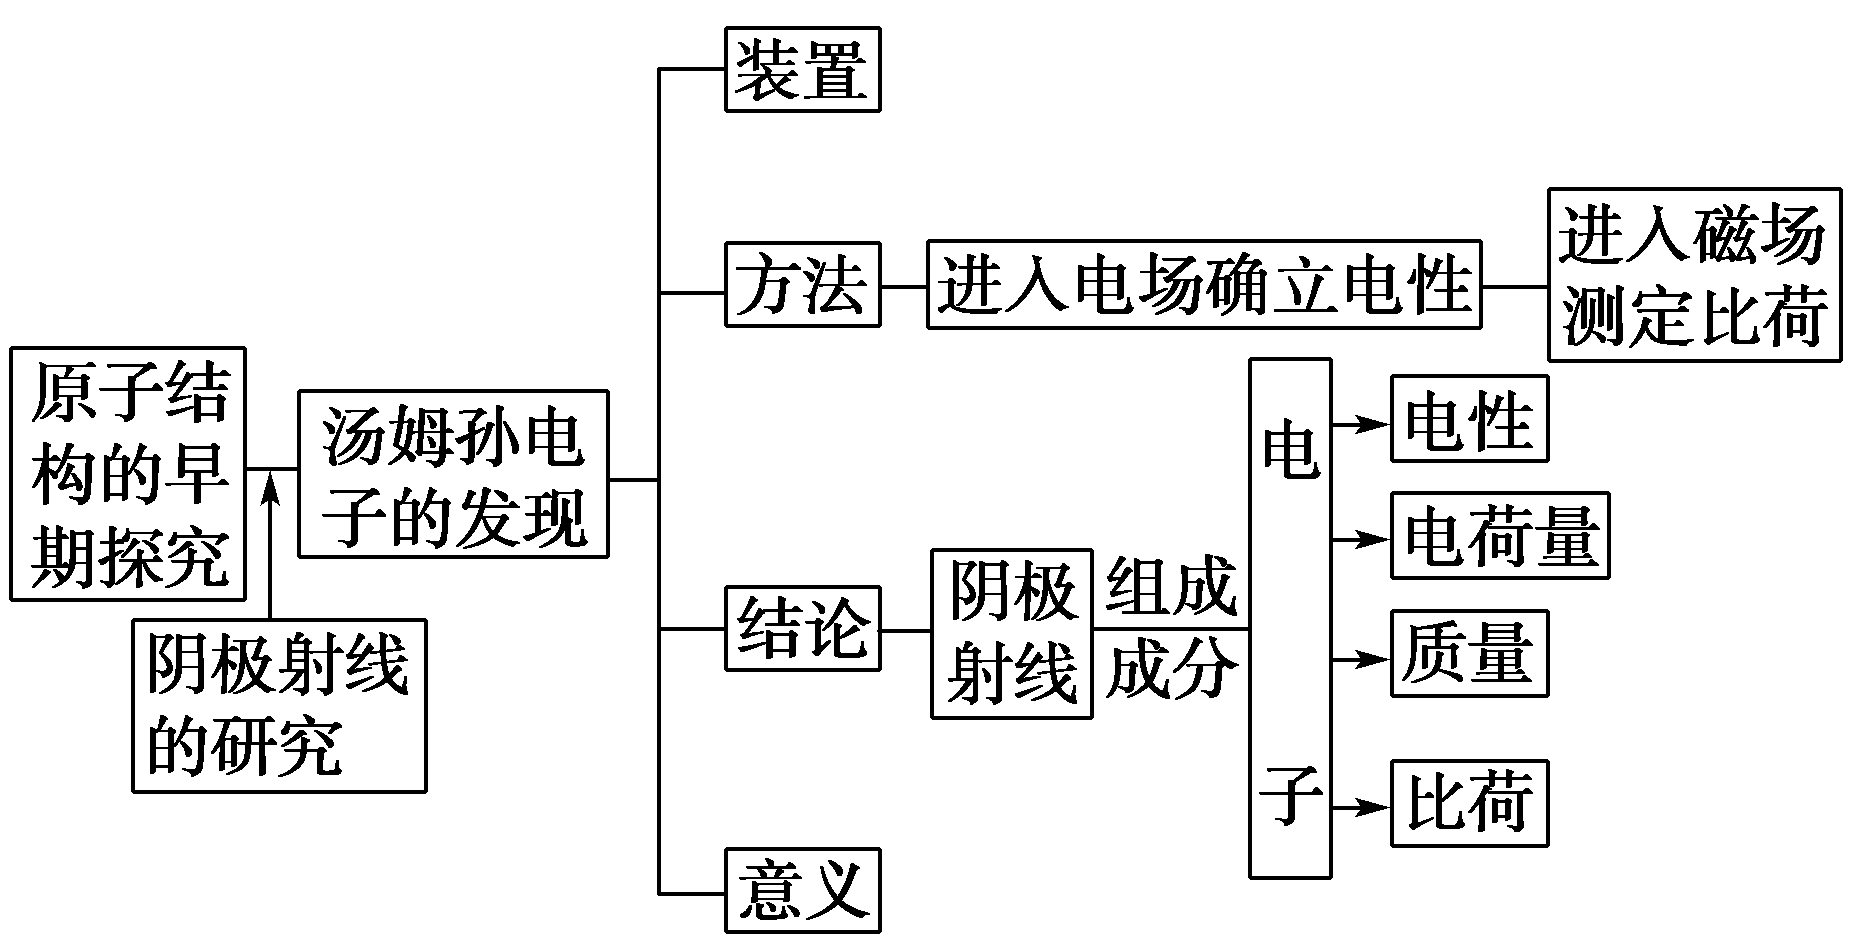 装置
方法
进入电场确立电性
进入磁场
测定比荷
原子结
构的早
期探究
汤姆孙电
子的发现
阴极射线
的研究
结论
阴极
射线
组成
成分
电
子
电性
电荷量
质量
比荷
意义